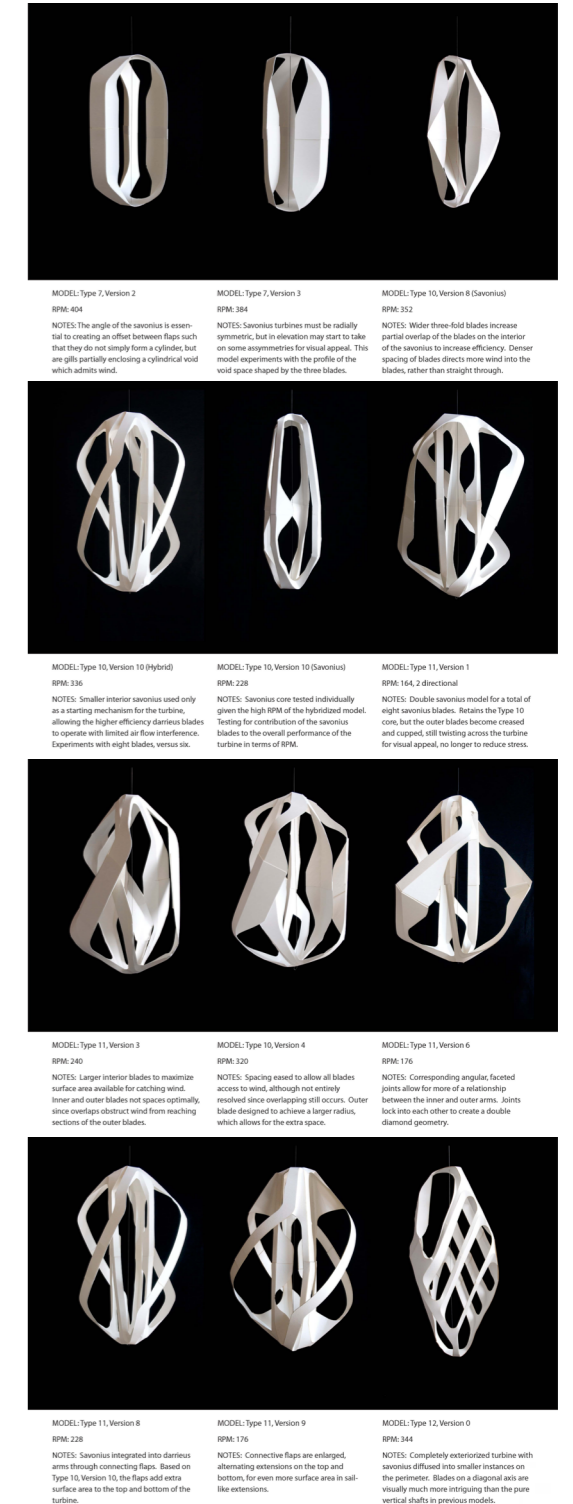 MODEL: Type 7, Version 2
RPM: 404
NOTES: The angle of the savonius is essen-
tial to creating an offset between flaps such
that they do not simply form a cylinder, but
are gills partially enclosing a cylindrical void
which admits wind.
MODEL: Type 7, Version 3
RPM: 384
NOTES: Savonius turbines must be radially
symmetric, but in elevation may start to take
on some assymmetries for visual appeal. This
model experiments with the profile of the
void space shaped by the three blades.
MODEL: Type 10, Version 8 (Savonius)
RPM: 352
NOTES: Wider three-fold blades increase
partial overlap of the blades on the interior
of the savonius to increase efficiency. Denser
spacing of blades directs more wind into the
blades, rather than straight through.
MODEL: Type 10, Version 10 (Hybrid)
RPM: 336
NOTES: Smaller interior savonius used only
as a starting mechanism for the turbine,
allowing the higher efficiency darrieus blades
to operate with limited air flow interference.
Experiments with eight blades, versus six.
MODEL: Type 10, Version 10 (Savonius)
RPM: 228
NOTES: Savonius core tested individually
given the high RPM of the hybridized model.
Testing for contribution of the savonius
blades to the overall performance of the
turbine in terms of RPM.
MODEL: Type 11, Version 1
RPM: 164, 2 directional
NOTES: Double savonius model for a total of
eight savonius blades. Retains the Type 10
core, but the outer blades become creased
and cupped, still twisting across the turbine
for visual appeal, no longer to reduce stress.
MODEL: Type 11, Version 3
RPM: 240
NOTES: Larger interior blades to maximize
surface area available for catching wind.
Inner and outer blades not spaces optimally,
since overlaps obstruct wind from reaching
sections of the outer blades.
MODEL: Type 10, Version 4
RPM: 320
NOTES: Spacing eased to allow all blades
access to wind, although not entirely
resolved since overlapping still occurs. Outer
blade designed to achieve a larger radius,
which allows for the extra space.
MODEL: Type 11, Version 6
RPM: 176
NOTES: Corresponding angular, faceted
joints allow for more of a relationship
between the inner and outer arms. Joints
lock into each other to create a double
diamond geometry.
MODEL: Type 11, Version 8
RPM: 228
NOTES: Savonius integrated into darrieus
arms through connecting flaps. Based on
Type 10, Version 10, the flaps add extra
surface area to the top and bottom of the
turbine.
MODEL: Type 11, Version 9
RPM: 176
NOTES: Connective flaps are enlarged,
alternating extensions on the top and
bottom, for even more surface area in sail-
like extensions.
MODEL: Type 12, Version 0
RPM: 344
NOTES: Completely exteriorized turbine with
savonius diffused into smaller instances on
the perimeter. Blades on a diagonal axis are
visually much more intriguing than the pure
vertical shafts in previous models.